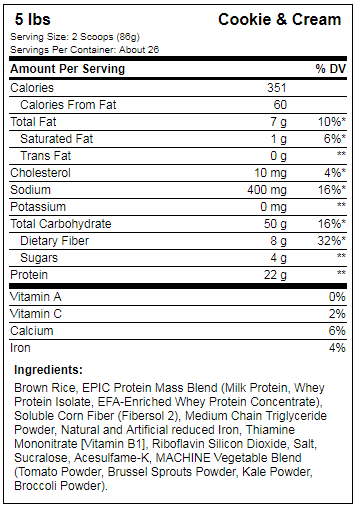 5 lbs Cookie & Cream
Serving Size: 2 Scoops (86g)
Servings Per Container: About 26
Amount Per Serving % DV
Calories 351
Calories From Fat 60
Total Fat 7 g 10%*
Saturated Fat 1 g 6%*
Trans Fat 0 g **
Cholesterol 10 mg 4%*
Sodium 400 mg 16%*
Potassium 0 mg **
Total Carbohydrate 50 g 16%*
Dietary Fiber 8 g 32%*
Sugars 4 g **
Protein 22 g **
Vitamin A 0%
Vitamin C 2%
Calcium 6%
Iron 4%
Ingredients:
Brown Rice, EPIC Protein Mass Blend (Milk Protein, Whey
Protein Isolate, EFA-Enriched Whey Protein Concentrate),
Soluble Corn Fiber (Fibersol 2), Medium Chain Triglyceride
Powder, Natural and Artificial reduced Iron, Thiamine
Mononitrate [Vitamin B1], Riboflavin Silicon Dioxide, Salt,
Sucralose, Acesulfame-K, MACHINE Vegetable Blend
(Tomato Powder, Brussel Sprouts Powder, Kale Powder,
Broccoli Powder).